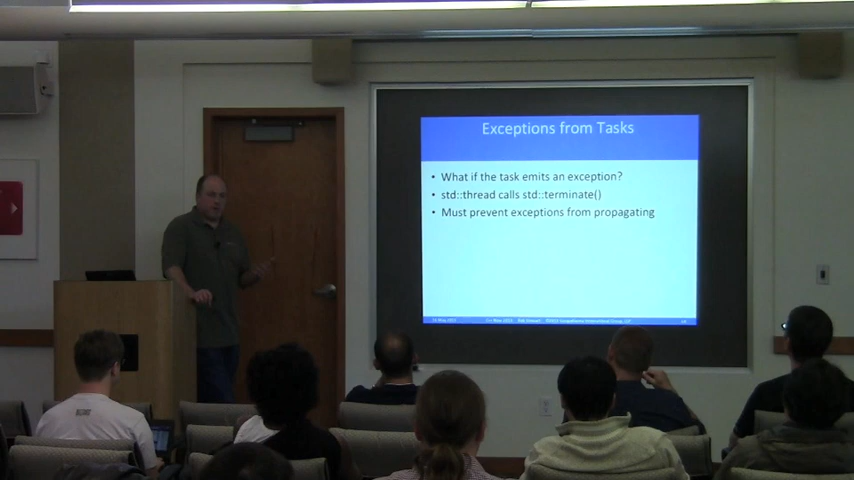 Exceptions from Tasks
• What if the task emits an exception?
• std::thread calls std::terminate()
• Must prevent exceptions from propagating